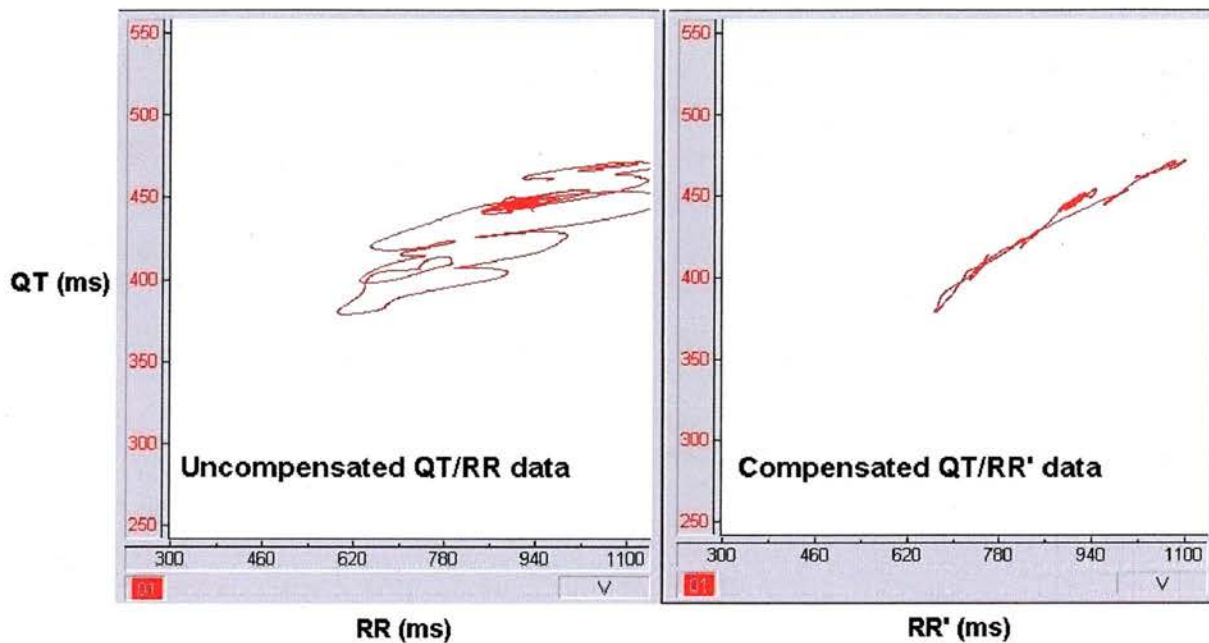 QT (ms)
550
500
450
400
350
300
250
Uncompensated QT/RR data
300 460 620 780 940 1100
01
V
RR (ms)
550
500
450
400
350
300
250
Compensated QT/RR' data
300 460 620 780 940 1100
01
V
RR' (ms)